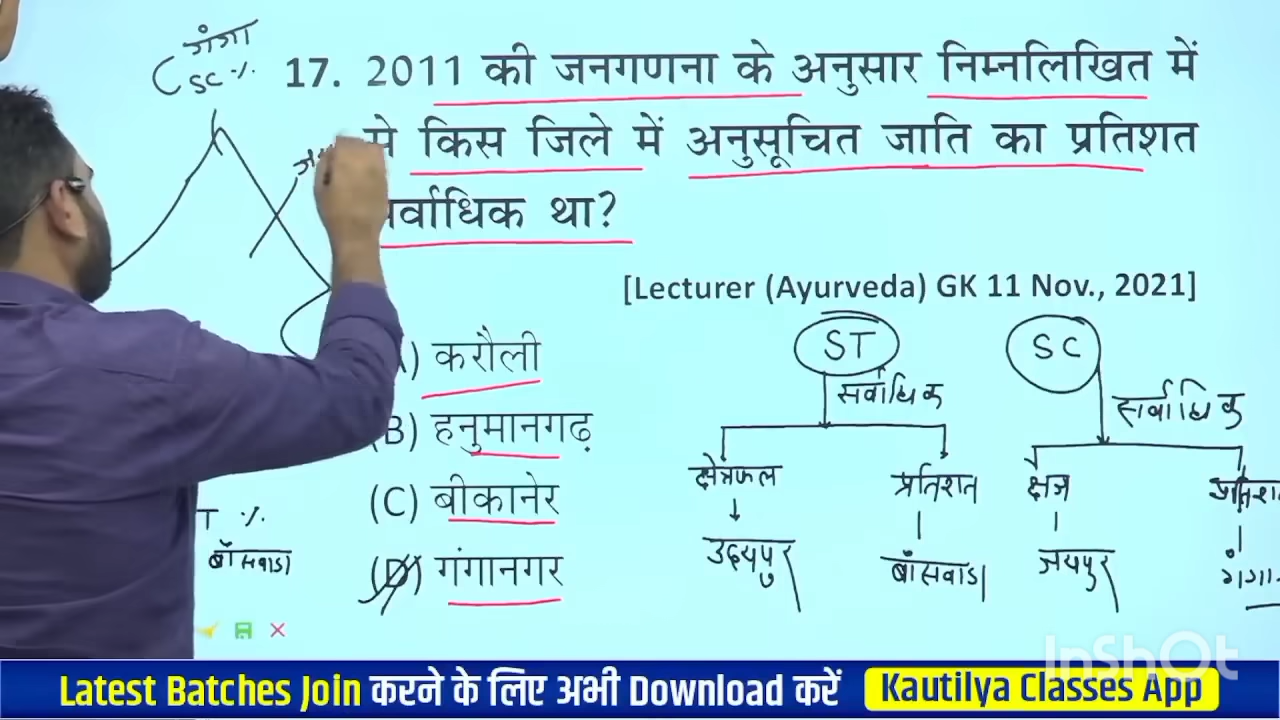 गंगा
SC %
17. 2011 की जनगणना के अनुसार निम्नलिखित में
से किस जिले में अनुसूचित जाति का प्रतिशत
सर्वाधिक था?
[Lecturer (Ayurveda) GK 11 Nov., 2021]
(A) करौली
(B) हनुमानगढ़
(C) बीकानेर
(D) गंगानगर
ST
सर्वाधिक
क्षेत्रफल
प्रतिशत
उदयपुर
बाँसवाडा
SC
सर्वाधिक
क्षेत्र
प्रतिशत
जयपुर
गंगा
T %
बाँसवाडा
Latest Batches Join करने के लिए अभी Download करें Kautilya Classes App
InShOt